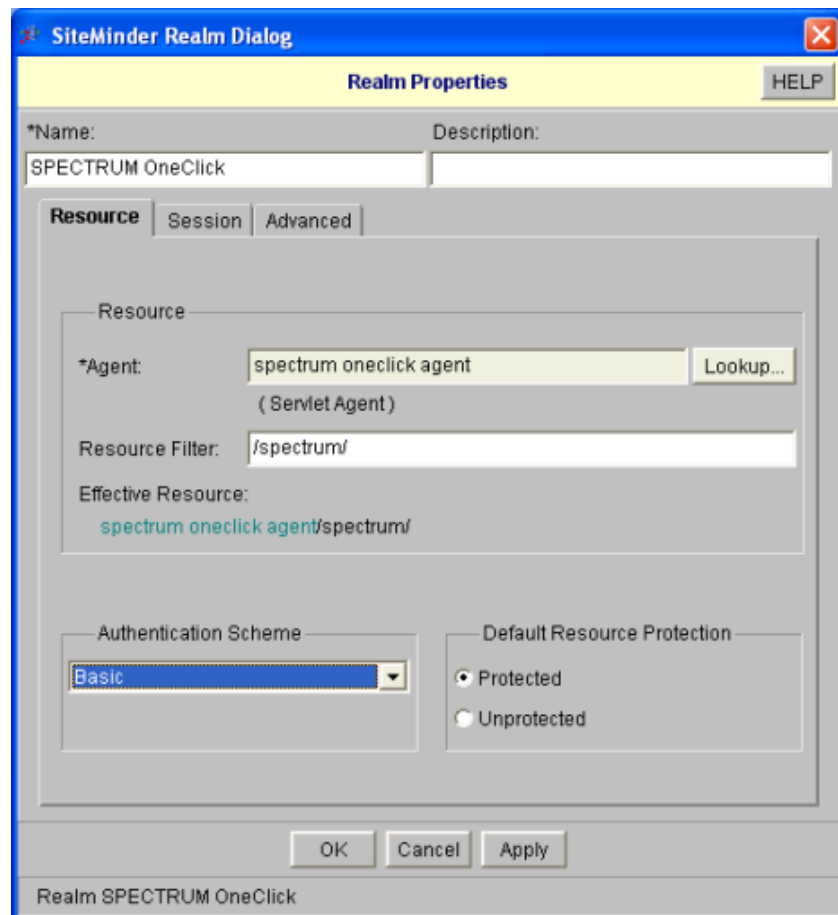 SiteMinder Realm Dialog
Realm Properties
HELP
*Name:
Description:
SPECTRUM OneClick
Resource
Session
Advanced
Resource
*Agent:
spectrum oneclick agent
Lookup...
( Servlet Agent )
Resource Filter:
/spectrum/
Effective Resource:
spectrum oneclick agent/spectrum/
Authentication Scheme
Basic
Default Resource Protection
Protected
Unprotected
OK
Cancel
Apply
Realm SPECTRUM OneClick